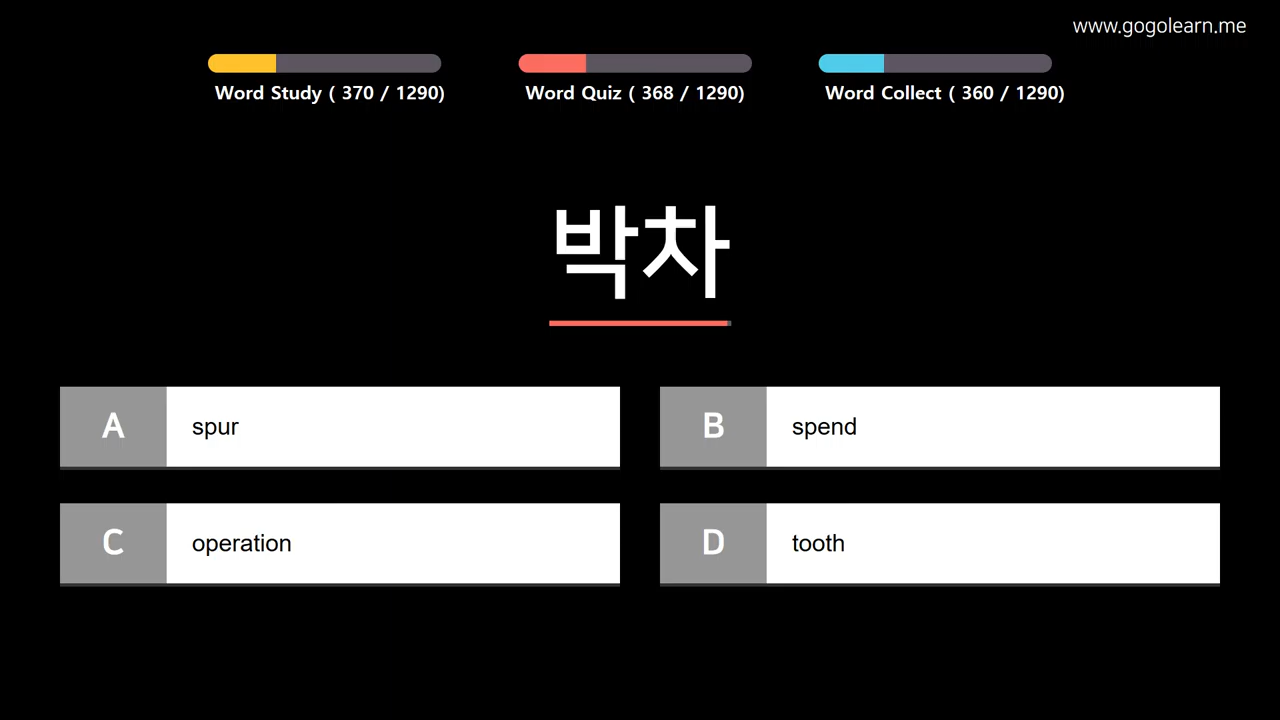 www.gogolearn.me
Word Study ( 370 / 1290)
Word Quiz ( 368 / 1290)
Word Collect ( 360 / 1290)
박차
A spur
B spend
C operation
D tooth